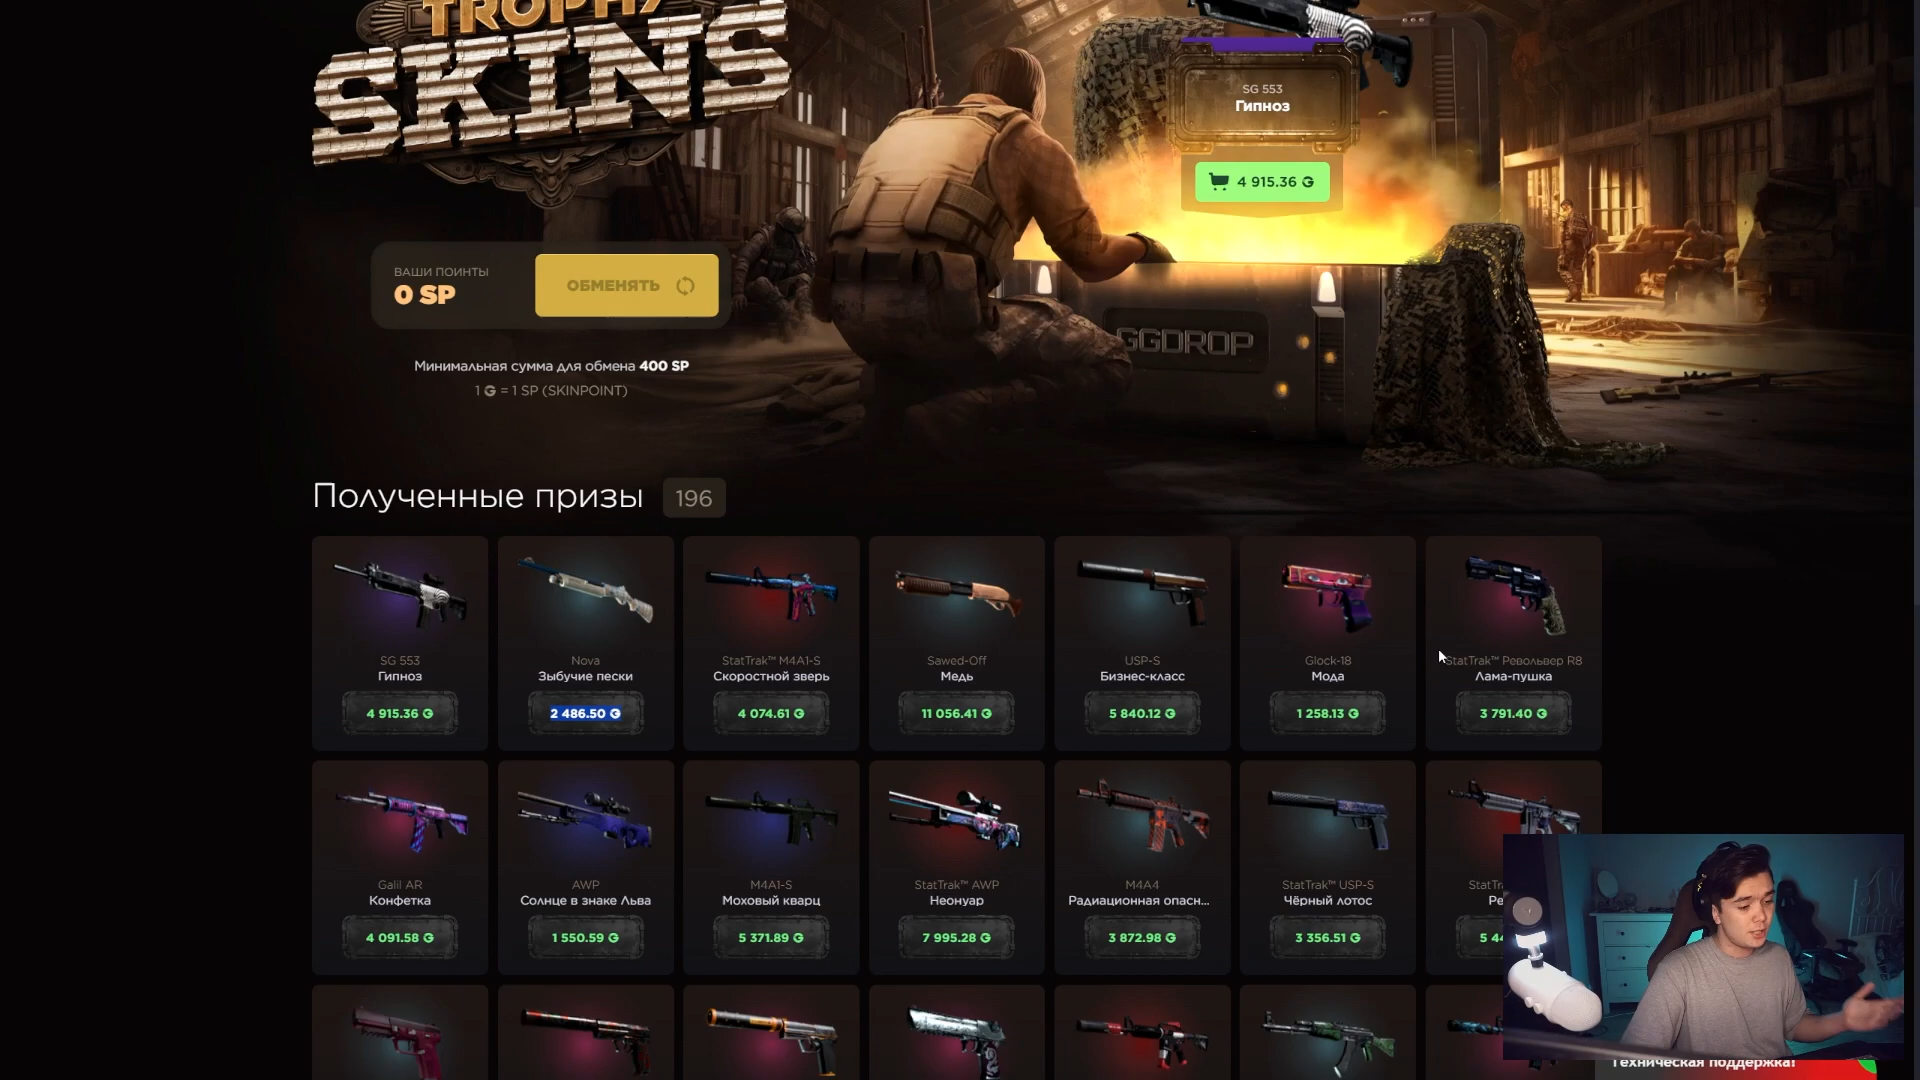 TROPHY
SKINS
SG 553
Гипноз
4 915.36 G
ВАШИ ПОИНТЫ
0 SP
ОБМЕНЯТЬ
Минимальная сумма для обмена 400 SP
1 G = 1 SP (SKINPOINT)
GGDROP
Полученные призы 196
SG 553
Гипноз
4 915.36 G
Nova
Зыбучие пески
2 486.50 G
StatTrak™ M4A1-S
Скоростной зверь
4 074.61 G
Sawed-Off
Медь
11 056.41 G
USP-S
Бизнес-класс
5 840.12 G
Glock-18
Мода
1 258.13 G
StatTrak™ Револьвер R8
Лама-пушка
3 791.40 G
Galil AR
Конфетка
4 091.58 G
AWP
Солнце в знаке Льва
1 550.59 G
M4A1-S
Моховый кварц
5 371.89 G
StatTrak™ AWP
Неонуар
7 995.28 G
M4A4
Радиационная опасн...
3 872.98 G
StatTrak™ USP-S
Чёрный лотос
3 356.51 G
Техническая поддержка!